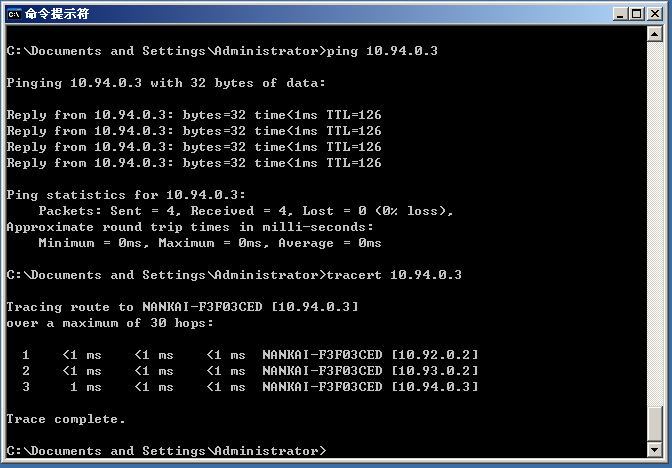 命令提示符
C:\Documents and Settings\Administrator>ping 10.94.0.3
Pinging 10.94.0.3 with 32 bytes of data:
Reply from 10.94.0.3: bytes=32 time<1ms TTL=126
Reply from 10.94.0.3: bytes=32 time<1ms TTL=126
Reply from 10.94.0.3: bytes=32 time<1ms TTL=126
Reply from 10.94.0.3: bytes=32 time<1ms TTL=126
Ping statistics for 10.94.0.3:
    Packets: Sent = 4, Received = 4, Lost = 0 (0% loss),
Approximate round trip times in milli-seconds:
    Minimum = 0ms, Maximum = 0ms, Average = 0ms
C:\Documents and Settings\Administrator>tracert 10.94.0.3
Tracing route to NANKAI-F3F03CED [10.94.0.3]
over a maximum of 30 hops:
  1    <1 ms    <1 ms    <1 ms  NANKAI-F3F03CED [10.92.0.2]
  2    <1 ms    <1 ms    <1 ms  NANKAI-F3F03CED [10.93.0.2]
  3     1 ms    <1 ms    <1 ms  NANKAI-F3F03CED [10.94.0.3]
Trace complete.
C:\Documents and Settings\Administrator>